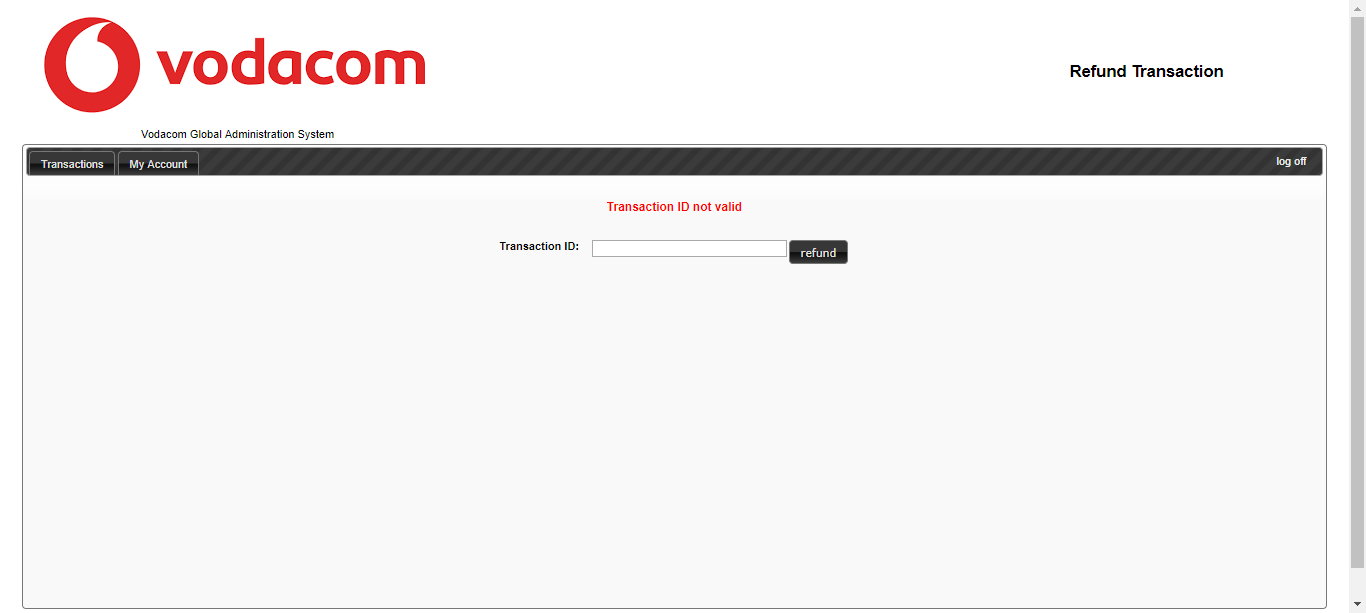 vodacom
Refund Transaction
Vodacom Global Administration System
Transactions My Account log off
Transaction ID not valid
Transaction ID: refund